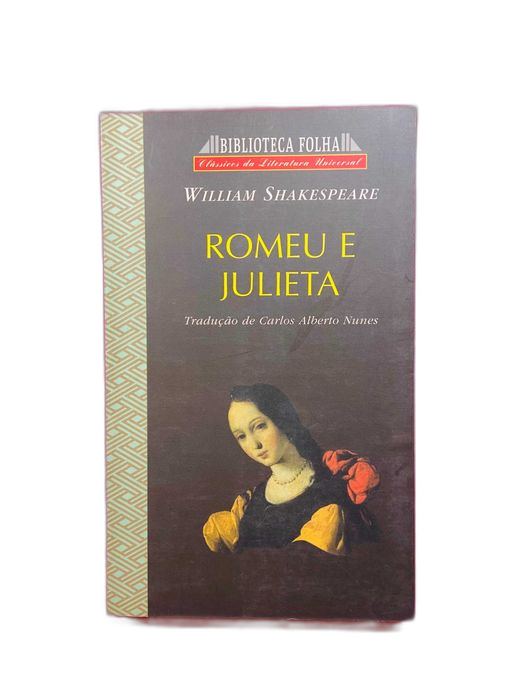 BIBLIOTECA FOLHA
Clássicos da Literatura Universal
WILLIAM SHAKESPEARE
ROMEU E
JULIETA
Tradução de Carlos Alberto Nunes